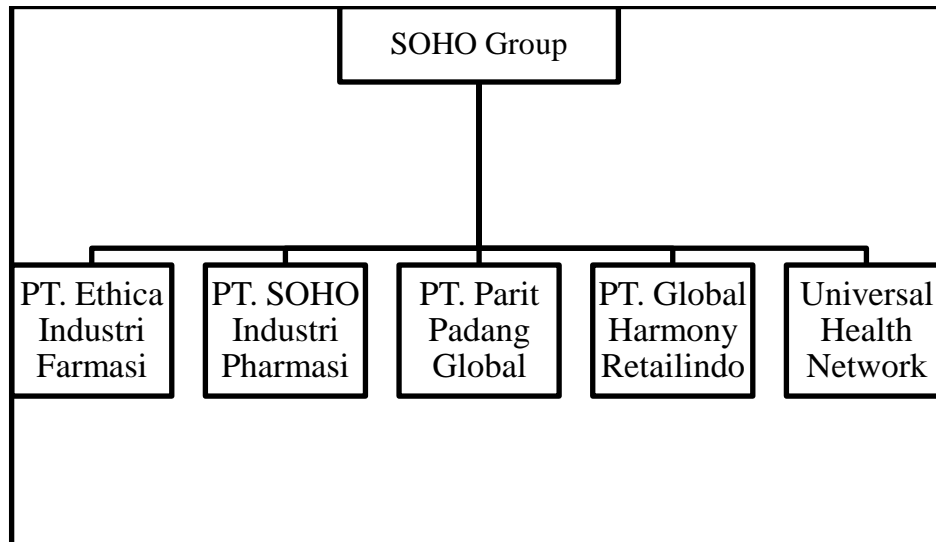 SOHO Group
PT. Ethica
Industri
Farmasi
PT. SOHO
Industri
Pharmasi
PT. Parit
Padang
Global
PT. Global
Harmony
Retailindo
Universal
Health
Network